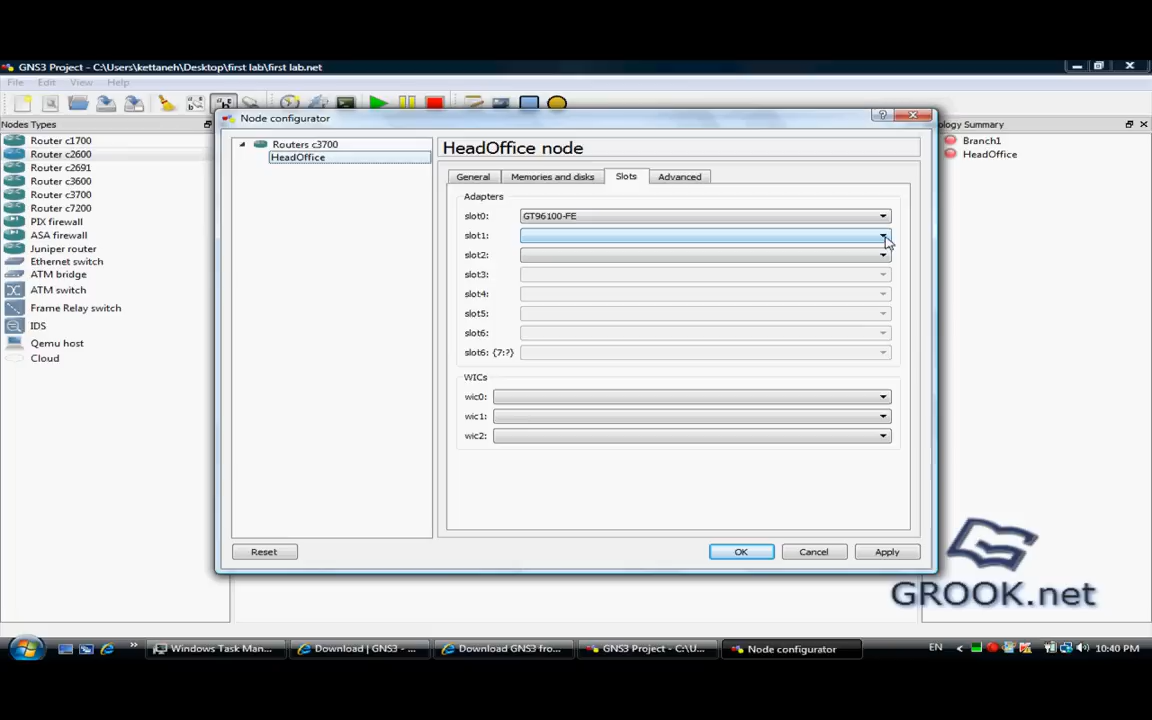 GNS3 Project - C:\Users\kettaneh\Desktop\first lab\first lab.net
File Edit View Help
Nodes Types
Router c1700
Router c2600
Router c2691
Router c3600
Router c3700
Router c7200
PIX firewall
ASA firewall
Juniper router
Ethernet switch
ATM bridge
ATM switch
Frame Relay switch
IDS
Qemu host
Cloud
Node configurator
Routers c3700
HeadOffice
HeadOffice node
General Memories and disks Slots Advanced
Adapters
slot0: GT96100-FE
slot1:
slot2:
slot3:
slot4:
slot5:
slot6:
slot6: {7:?}
WICs
wic0:
wic1:
wic2:
Reset OK Cancel Apply
ology Summary
Branch1
HeadOffice
GROOK.net
Windows Task Man... Download | GNS3 - ... Download GNS3 fro... GNS3 Project - C:\U... Node configurator EN 10:40 PM